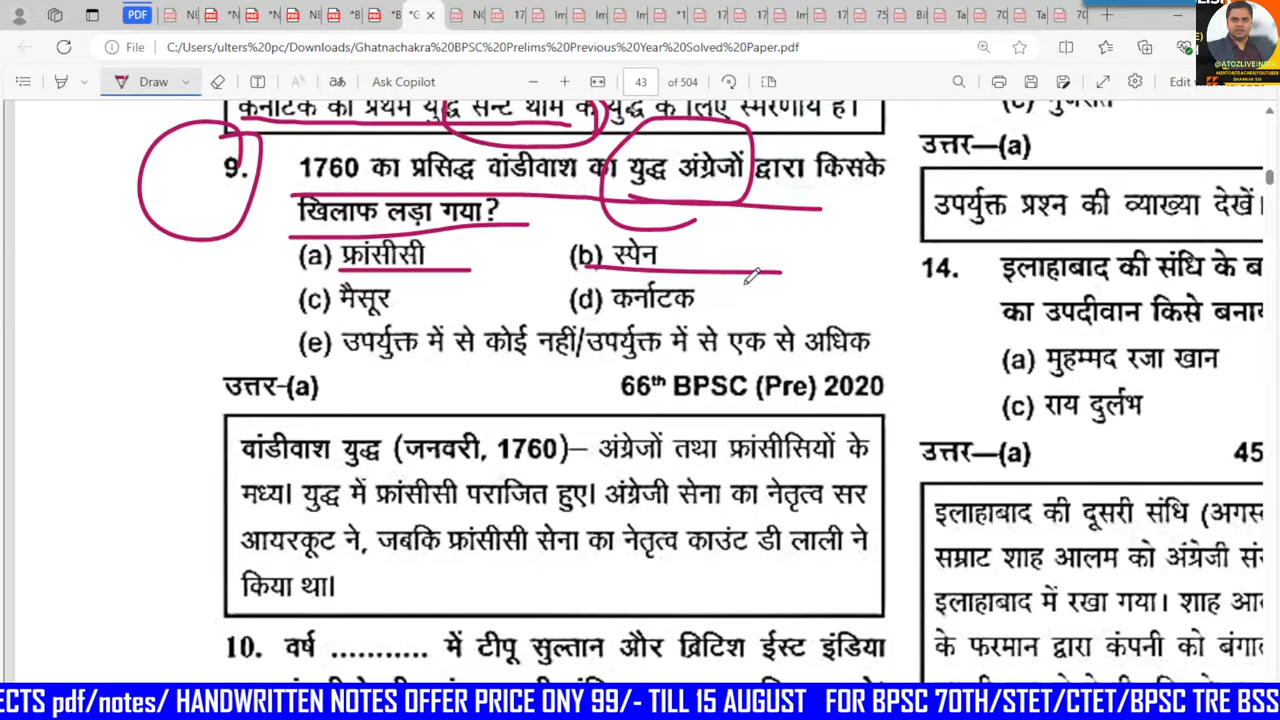 PDF
File
C:/Users/ulters%20pc/Downloads/Ghatnachakra%20BPSC%20Prelims%20Previous%20Year%20Solved%20Paper.pdf
Draw
Ask Copilot
43 of 504
@ATOZLIVEINDIA
कर्नाटक का प्रथम युद्ध सेन्ट थोमे के युद्ध के लिए स्मरणीय है।
9. 1760 का प्रसिद्ध वांडीवाश का युद्ध अंग्रेजों द्वारा किसके
खिलाफ लड़ा गया?
(a) फ्रांसीसी (b) स्पेन
(c) मैसूर (d) कर्नाटक
(e) उपर्युक्त में से कोई नहीं/उपर्युक्त में से एक से अधिक
उत्तर-(a) 66th BPSC (Pre) 2020
वांडीवाश युद्ध (जनवरी, 1760)– अंग्रेजों तथा फ्रांसीसियों के
मध्य। युद्ध में फ्रांसीसी पराजित हुए। अंग्रेजी सेना का नेतृत्व सर
आयरकूट ने, जबकि फ्रांसीसी सेना का नेतृत्व काउंट डी लाली ने
किया था।
10. वर्ष ........... में टीपू सुल्तान और ब्रिटिश ईस्ट इंडिया
(c) गुजरात
उत्तर—(a)
उपर्युक्त प्रश्न की व्याख्या देखें।
14. इलाहाबाद की संधि के ब
का उपदीवान किसे बनाय
(a) मुहम्मद रजा खान
(c) राय दुर्लभ
उत्तर—(a) 45
इलाहाबाद की दूसरी संधि (अगस्
सम्राट शाह आलम को अंग्रेजी सं
इलाहाबाद में रखा गया। शाह आ
के फरमान द्वारा कंपनी को बंगा
ECTS pdf/notes/ HANDWRITTEN NOTES OFFER PRICE ONY 99/- TILL 15 AUGUST FOR BPSC 70TH/STET/CTET/BPSC TRE BSS